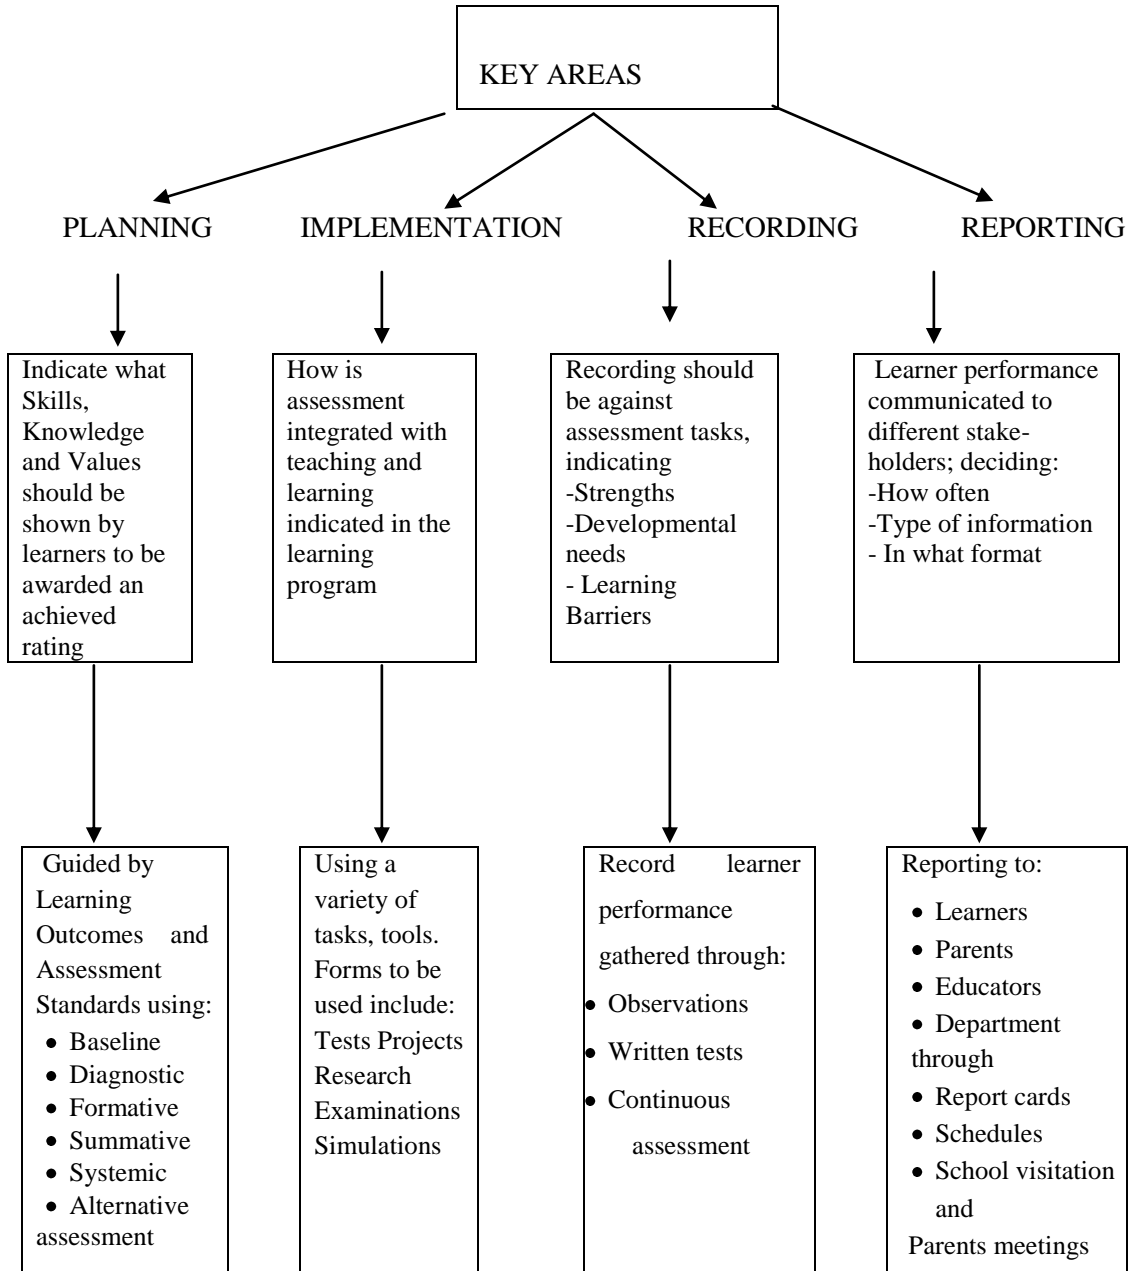 KEY AREAS
PLANNING
IMPLEMENTATION
RECORDING
REPORTING
Indicate what
Skills,
Knowledge
and Values
should be
shown by
learners to be
awarded an
achieved
rating
How is
assessment
integrated with
teaching and
learning
indicated in the
learning
program
Recording should
be against
assessment tasks,
indicating
-Strengths
-Developmental
needs
- Learning
Barriers
Learner performance
communicated to
different stake-
holders; deciding:
-How often
-Type of information
- In what format
Guided by
Learning
Outcomes and
Assessment
Standards using:
• Baseline
• Diagnostic
• Formative
• Summative
• Systemic
• Alternative
assessment
Using a
variety of
tasks, tools.
Forms to be
used include:
Tests Projects
Research
Examinations
Simulations
Record learner
performance
gathered through:
• Observations
• Written tests
• Continuous
assessment
Reporting to:
• Learners
• Parents
• Educators
• Department
through
• Report cards
• Schedules
• School visitation
and
Parents meetings